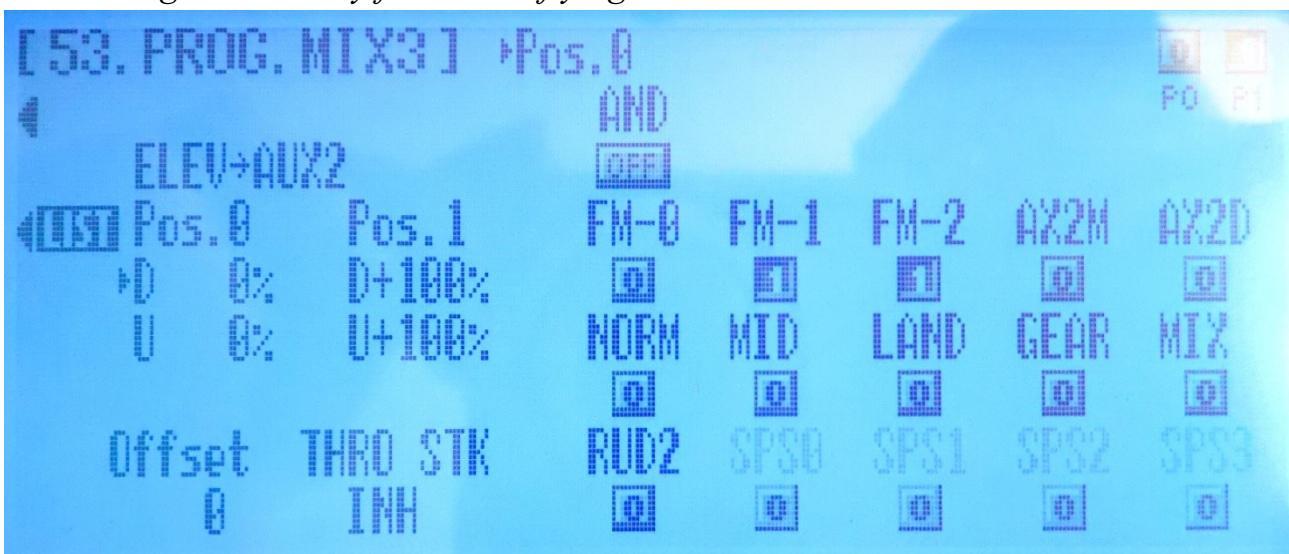 [53.PROG.MIX3] ▸Pos.0
0 1
P0 P1
AND
ELEV→AUX2 OFF
LIST Pos.0 Pos.1 FM-0 FM-1 FM-2 AX2M AX2D
▸D 0% D+100% 0 1 1 0 0
U 0% U+100% NORM MID LAND GEAR MIX
0 0 0 0 0
Offset THRO STK RUD2 SPS0 SPS1 SPS2 SPS3
0 INH 0 0 0 0 0